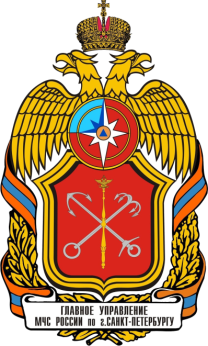 ГЛАВНОЕ УПРАВЛЕНИЕ
МЧС РОССИИ по г.САНКТ-ПЕТЕРБУРГУ